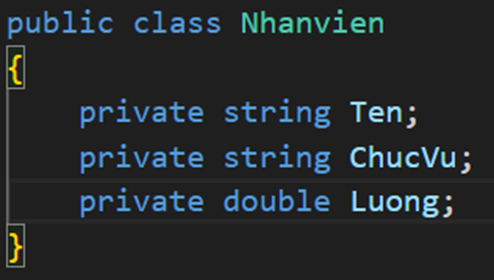 public class Nhanvien
{
private string Ten;
private string ChucVu;
private double Luong;
}